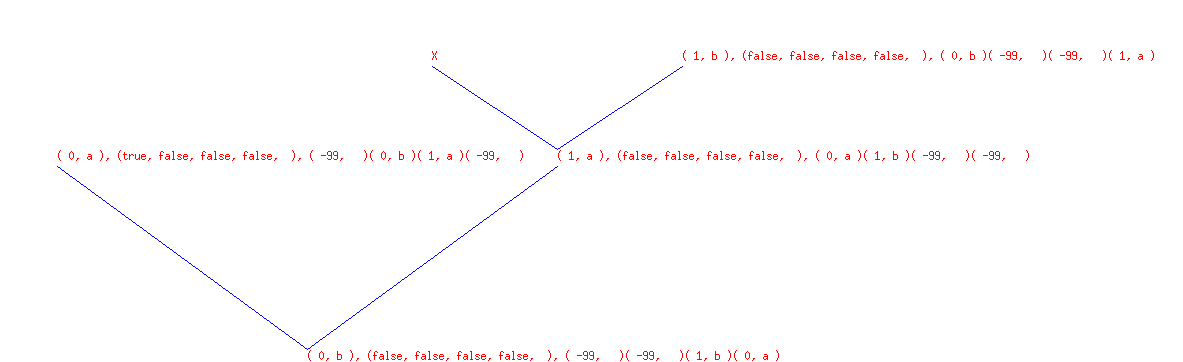 X
( 1, b ), (false, false, false, false,  ), ( 0, b )( -99,   )( -99,   )( 1, a )
( 0, a ), (true, false, false, false,  ), ( -99,   )( 0, b )( 1, a )( -99,   )
( 1, a ), (false, false, false, false,  ), ( 0, a )( 1, b )( -99,   )( -99,   )
( 0, b ), (false, false, false, false,  ), ( -99,   )( -99,   )( 1, b )( 0, a )